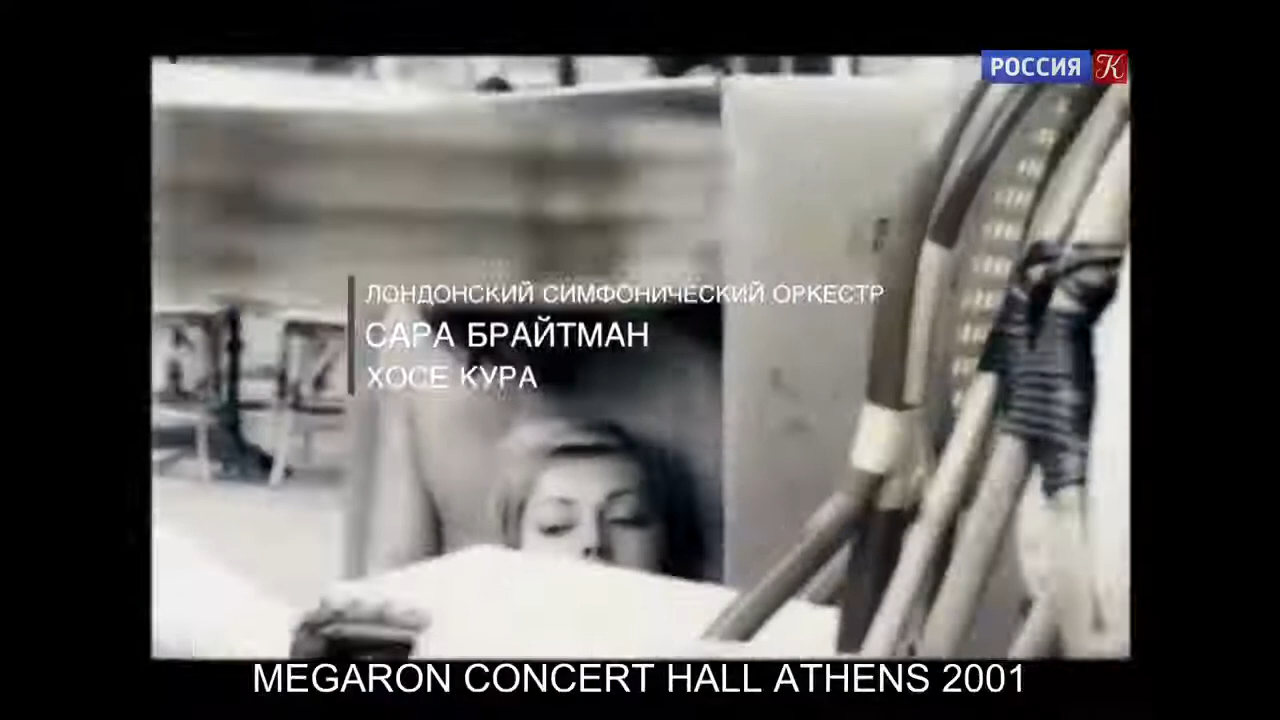 РОССИЯ К
ЛОНДОНСКИЙ СИМФОНИЧЕСКИЙ ОРКЕСТР
САРА БРАЙТМАН
ХОСЕ КУРА
MEGARON CONCERT HALL ATHENS 2001